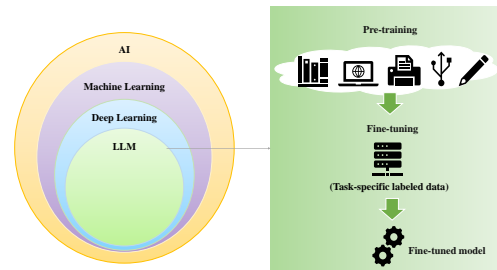 AI
Machine Learning
Deep Learning
LLM
Pre-training
Fine-tuning
(Task-specific labeled data)
Fine-tuned model